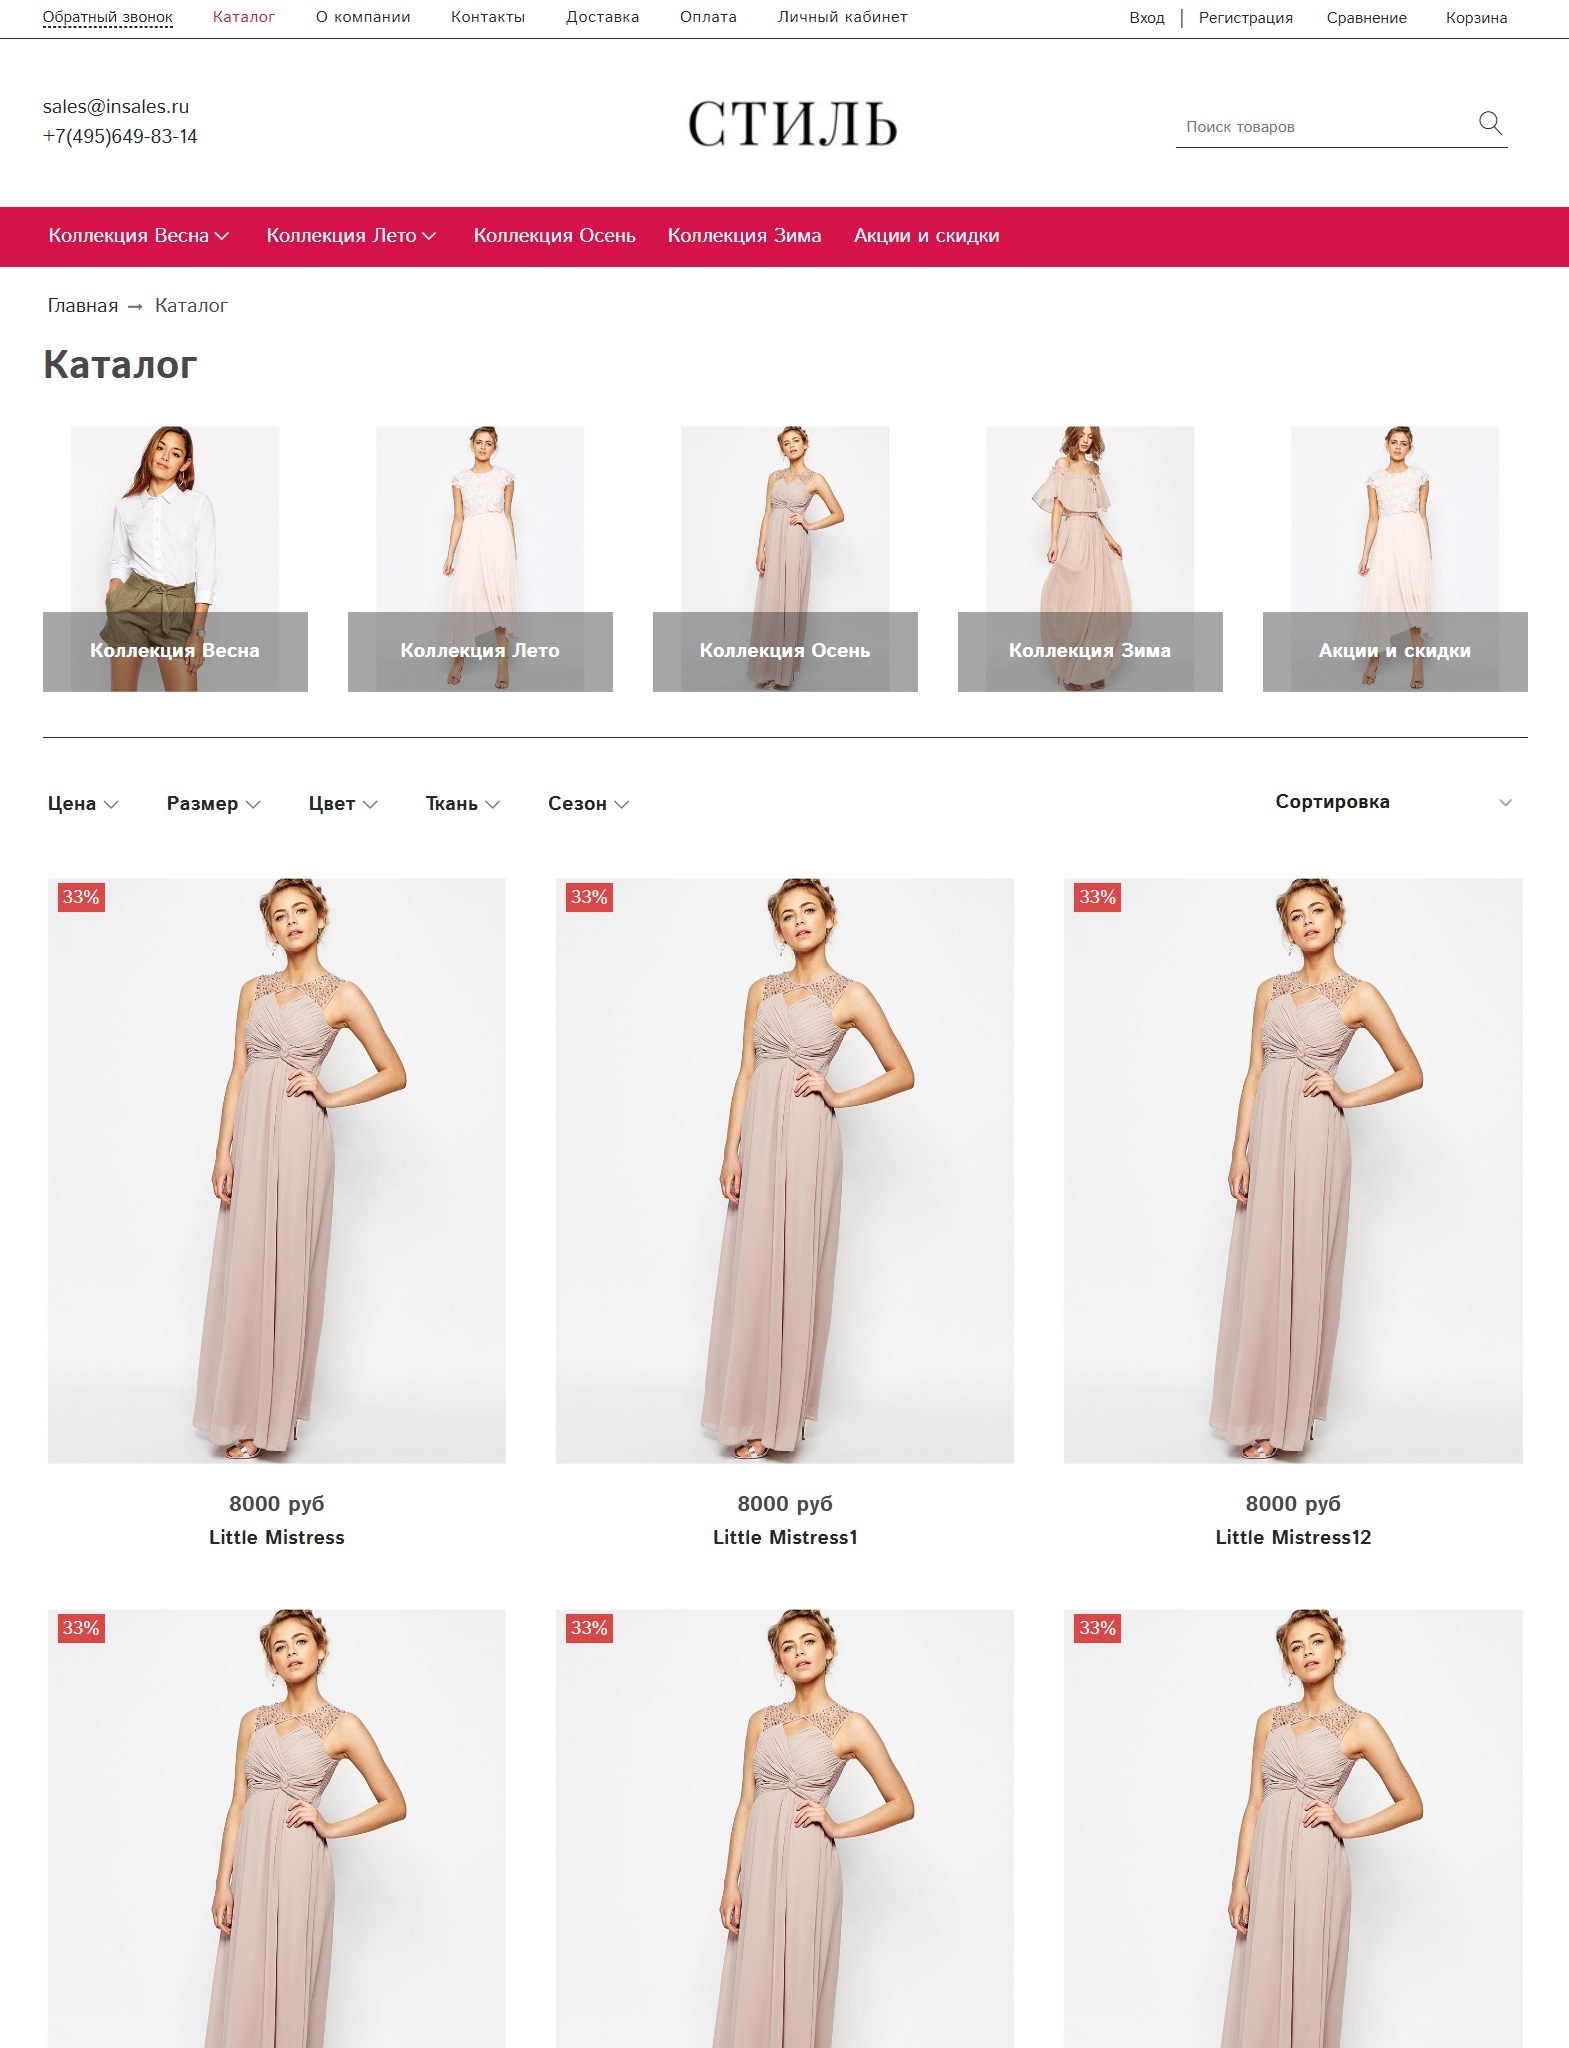 Обратный звонок Каталог О компании Контакты Доставка Оплата Личный кабинет Вход | Регистрация Сравнение Корзина
sales@insales.ru
+7(495)649-83-14
СТИЛЬ
Поиск товаров
Коллекция Весна Коллекция Лето Коллекция Осень Коллекция Зима Акции и скидки
Главная → Каталог
Каталог
Коллекция Весна Коллекция Лето Коллекция Осень Коллекция Зима Акции и скидки
Цена Размер Цвет Ткань Сезон Сортировка
33% 33% 33%
8000 руб 8000 руб 8000 руб
Little Mistress Little Mistress1 Little Mistress12
33% 33% 33%